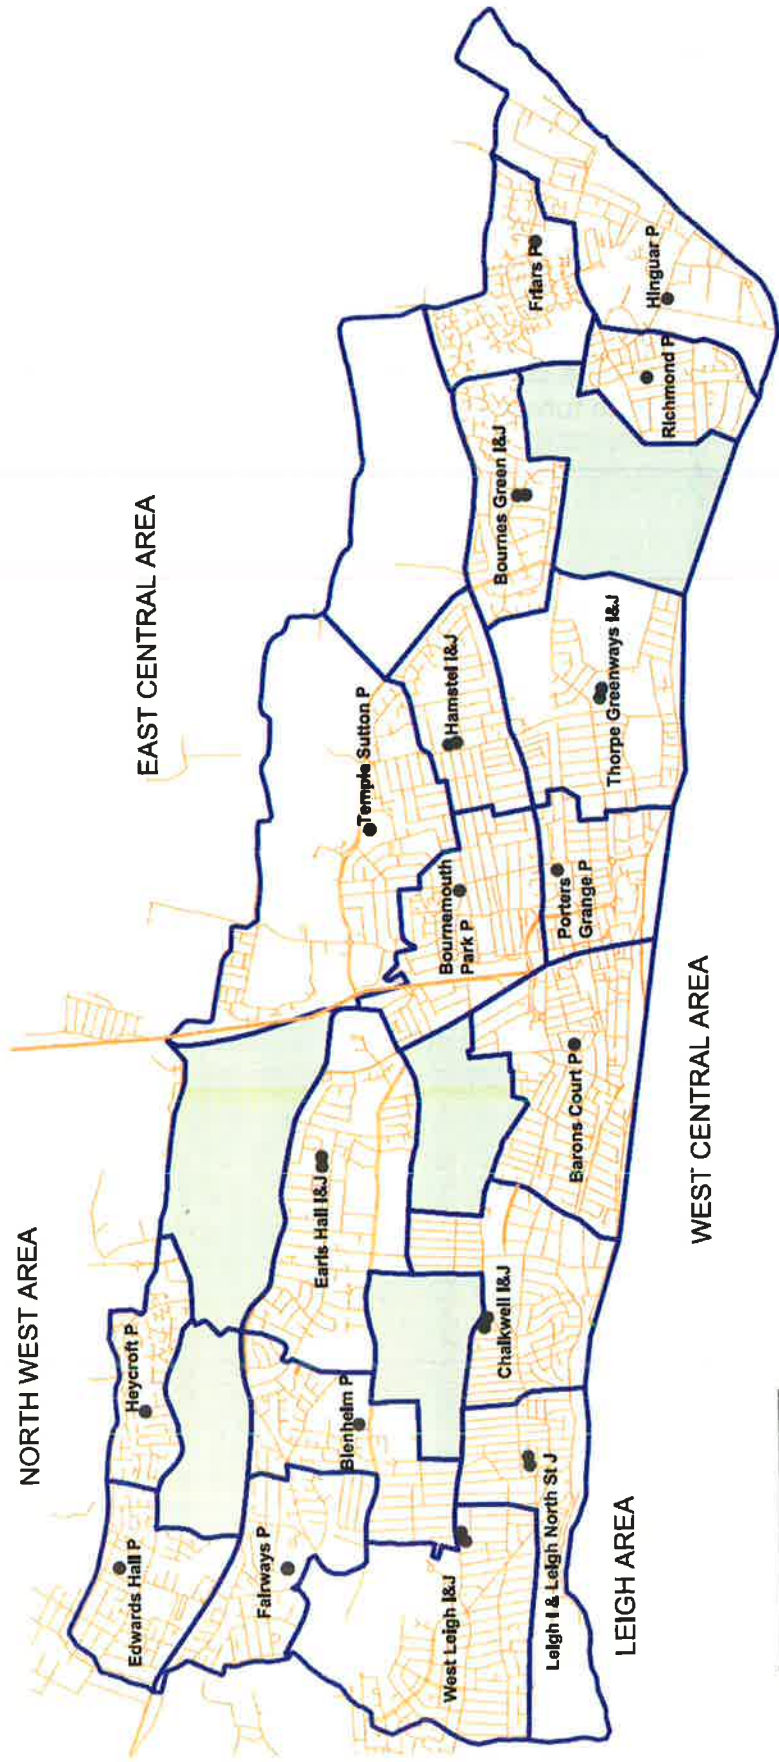 NORTH WEST AREA
EAST CENTRAL AREA
Edwards Hall P
Heycroft P
Fairways P
Blenheim P
Earls Hall I&J
Temple Sutton P
Hamstel I&J
Bournes Green I&J
Friars P
Bournemouth
Park P
West Leigh I&J
Leigh I & Leigh North St J
Chalkwell I&J
Barons Court P
Porters
Grange P
Thorpe Greenways I&J
Richmond P
Hinguar P
LEIGH AREA
WEST CENTRAL AREA